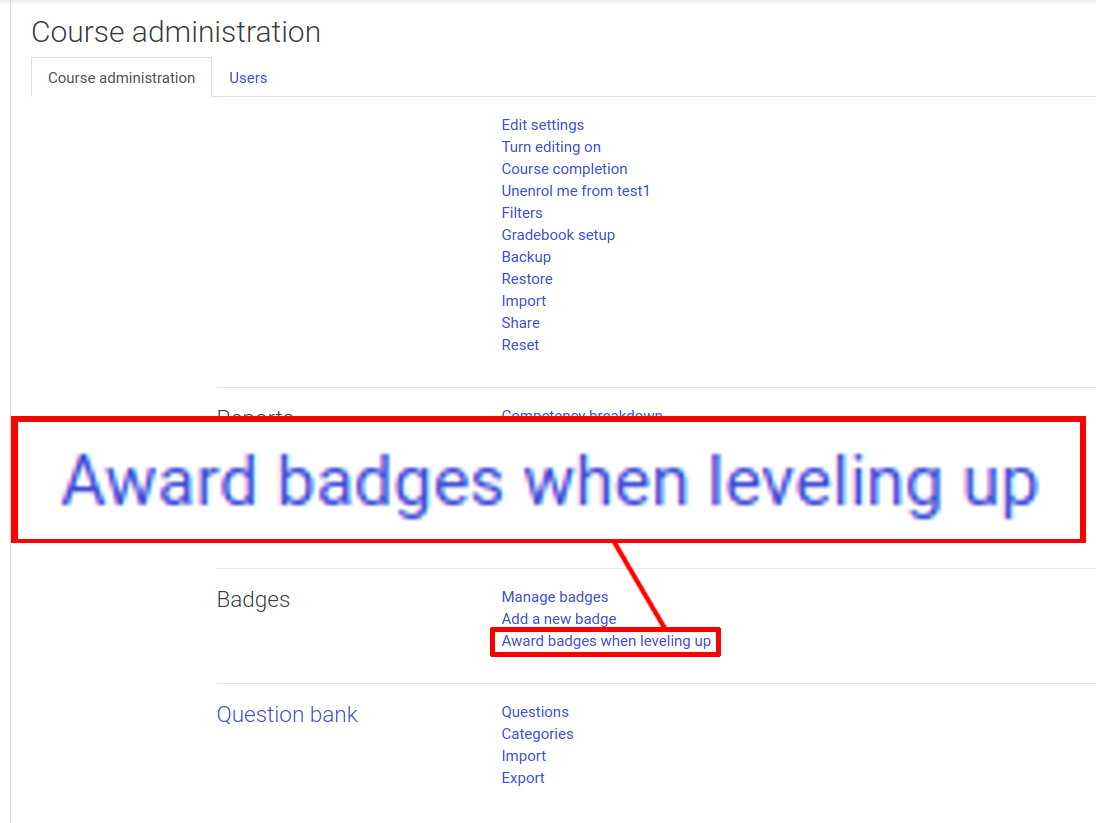 Course administration
Course administration Users
Edit settings
Turn editing on
Course completion
Unenrol me from test1
Filters
Gradebook setup
Backup
Restore
Import
Share
Reset
Reports Competency breakdown
Award badges when leveling up
Badges Manage badges
Add a new badge
Award badges when leveling up
Question bank Questions
Categories
Import
Export